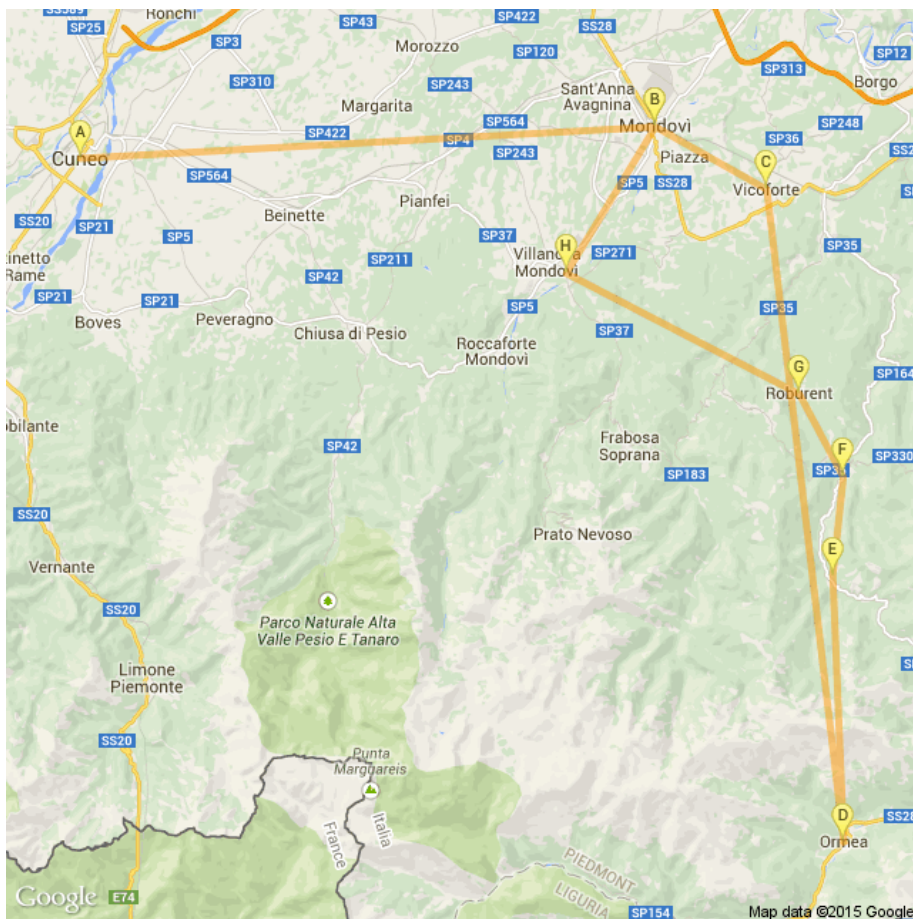 Ronchi
SP25
SP43
SP422
SS28
SP3
Morozzo
SP120
SP12
SP310
SP243
Sant'Anna
Avagnina
SP313
Borgo
Margarita
B
A
SP422
SP564
Mondovì
SP248
Cuneo
SP4
SP243
SP36
Piazza
C
SP564
SP5
SS28
Vicoforte
Beinette
Pianfei
SS20
SP21
SP5
SP37
H
Villanova
Mondovì
SP271
SP35
SP211
Rame
SP42
SP21
SP21
SP5
SP35
Boves
Peveragno
Chiusa di Pesio
SP37
Roccaforte
Mondovì
G
SP164
Roburent
Frabosa
Soprana
SP42
F
SP330
SP183
SS20
Prato Nevoso
E
Vernante
SS20
Parco Naturale Alta
Valle Pesio E Tanaro
Limone
Piemonte
SS20
Punta
Marguareis
D
SS28
Ormea
France
Italia
PIEDMONT
LIGURIA
Google
E74
SP154
Map data ©2015 Google